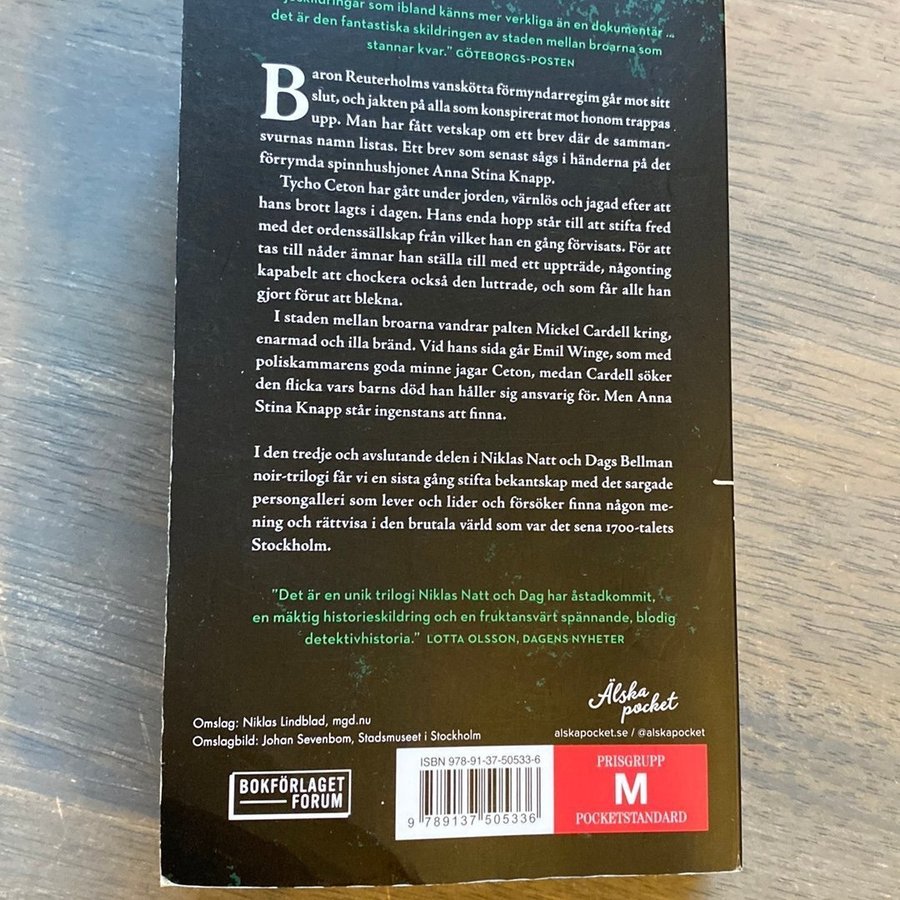 som ibland känns mer verkliga än en dokumentär ...
det är den fantastiska skildringen av staden mellan broarna som
stannar kvar." GÖTEBORGS-POSTEN
Baron Reuterholms vanskötta förmyndarregim går mot sitt
slut, och jakten på alla som konspirerat mot honom trappas
upp. Man har fått vetskap om ett brev där de samman-
svurnas namn listas. Ett brev som senast sågs i händerna på det
förrymda spinnhushjonet Anna Stina Knapp.
Tycho Ceton har gått under jorden, värnlös och jagad efter att
hans brott lagts i dagen. Hans enda hopp står till att stifta fred
med det ordenssällskap från vilket han en gång förvisats. För att
tas till nåder ämnar han ställa till med ett uppträde, någonting
kapabelt att chockera också den luttrade, och som får allt han
gjort förut att blekna.
I staden mellan broarna vandrar palten Mickel Cardell kring,
enarmad och illa bränd. Vid hans sida går Emil Winge, som med
poliskammarens goda minne jagar Ceton, medan Cardell söker
den flicka vars barns död han håller sig ansvarig för. Men Anna
Stina Knapp står ingenstans att finna.
I den tredje och avslutande delen i Niklas Natt och Dags Bellman
noir-trilogi får vi en sista gång stifta bekantskap med det sargade
persongalleri som lever och lider och försöker finna någon me-
ning och rättvisa i den brutala värld som var det sena 1700-talets
Stockholm.
"Det är en unik trilogi Niklas Natt och Dag har åstadkommit,
en mäktig historieskildring och en fruktansvärt spännande, blodig
detektivhistoria." LOTTA OLSSON, DAGENS NYHETER
Älska
pocket
alskapocket.se / @alskapocket
Omslag: Niklas Lindblad, mgd.nu
Omslagbild: Johan Sevenbom, Stadsmuseet i Stockholm
BOKFÖRLAGET
FORUM
ISBN 978-91-37-50533-6
9 789137 505336
PRISGRUPP
M
POCKETSTANDARD